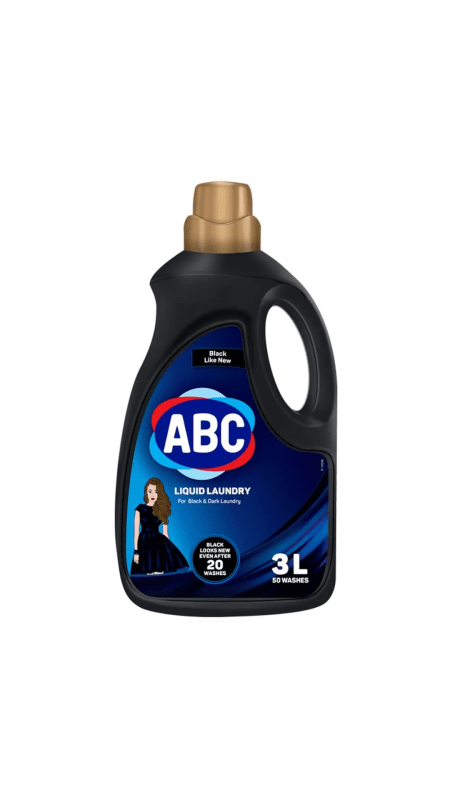 Black
Like New
ABC
LIQUID LAUNDRY
For Black & Dark Laundry
BLACK
LOOKS NEW
EVEN AFTER
20
WASHES
3 L
50 WASHES